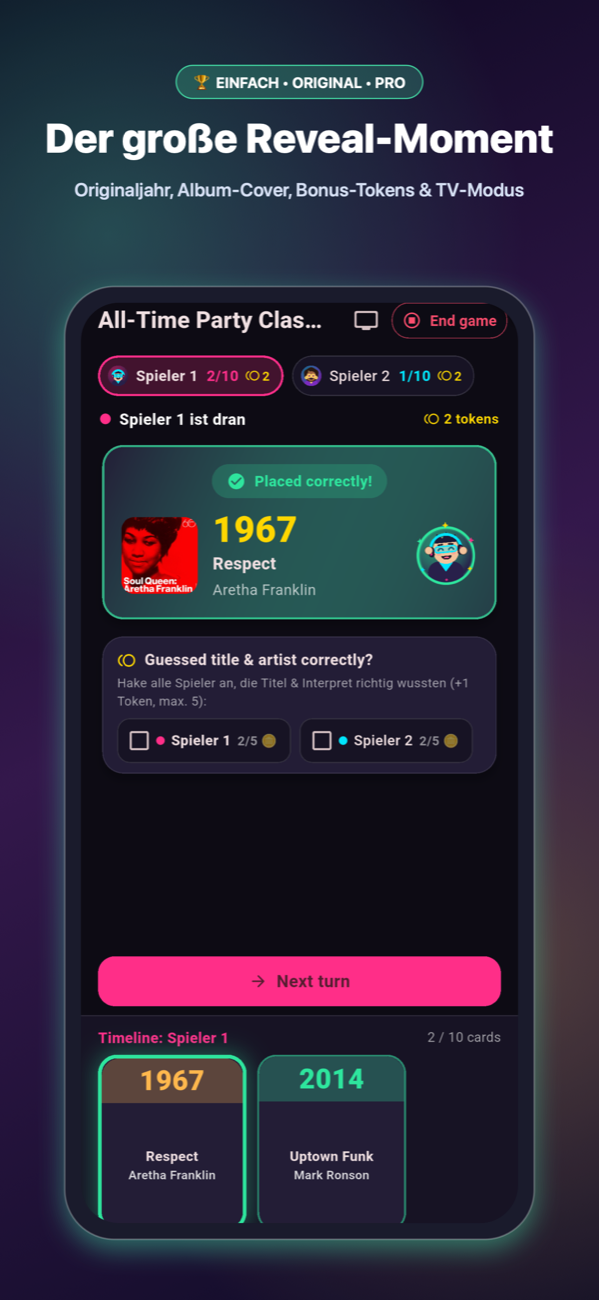 🏆 EINFACH • ORIGINAL • PRO
Der große Reveal-Moment
Originaljahr, Album-Cover, Bonus-Tokens & TV-Modus
All-Time Party Clas...
End game
Spieler 1 2/10 2
Spieler 2 1/10 2
Spieler 1 ist dran
2 tokens
Placed correctly!
Soul Queen:
Aretha Franklin
1967
Respect
Aretha Franklin
Guessed title & artist correctly?
Hake alle Spieler an, die Titel & Interpret richtig wussten (+1
Token, max. 5):
Spieler 1 2/5
Spieler 2 2/5
→ Next turn
Timeline: Spieler 1
2 / 10 cards
1967
Respect
Aretha Franklin
2014
Uptown Funk
Mark Ronson